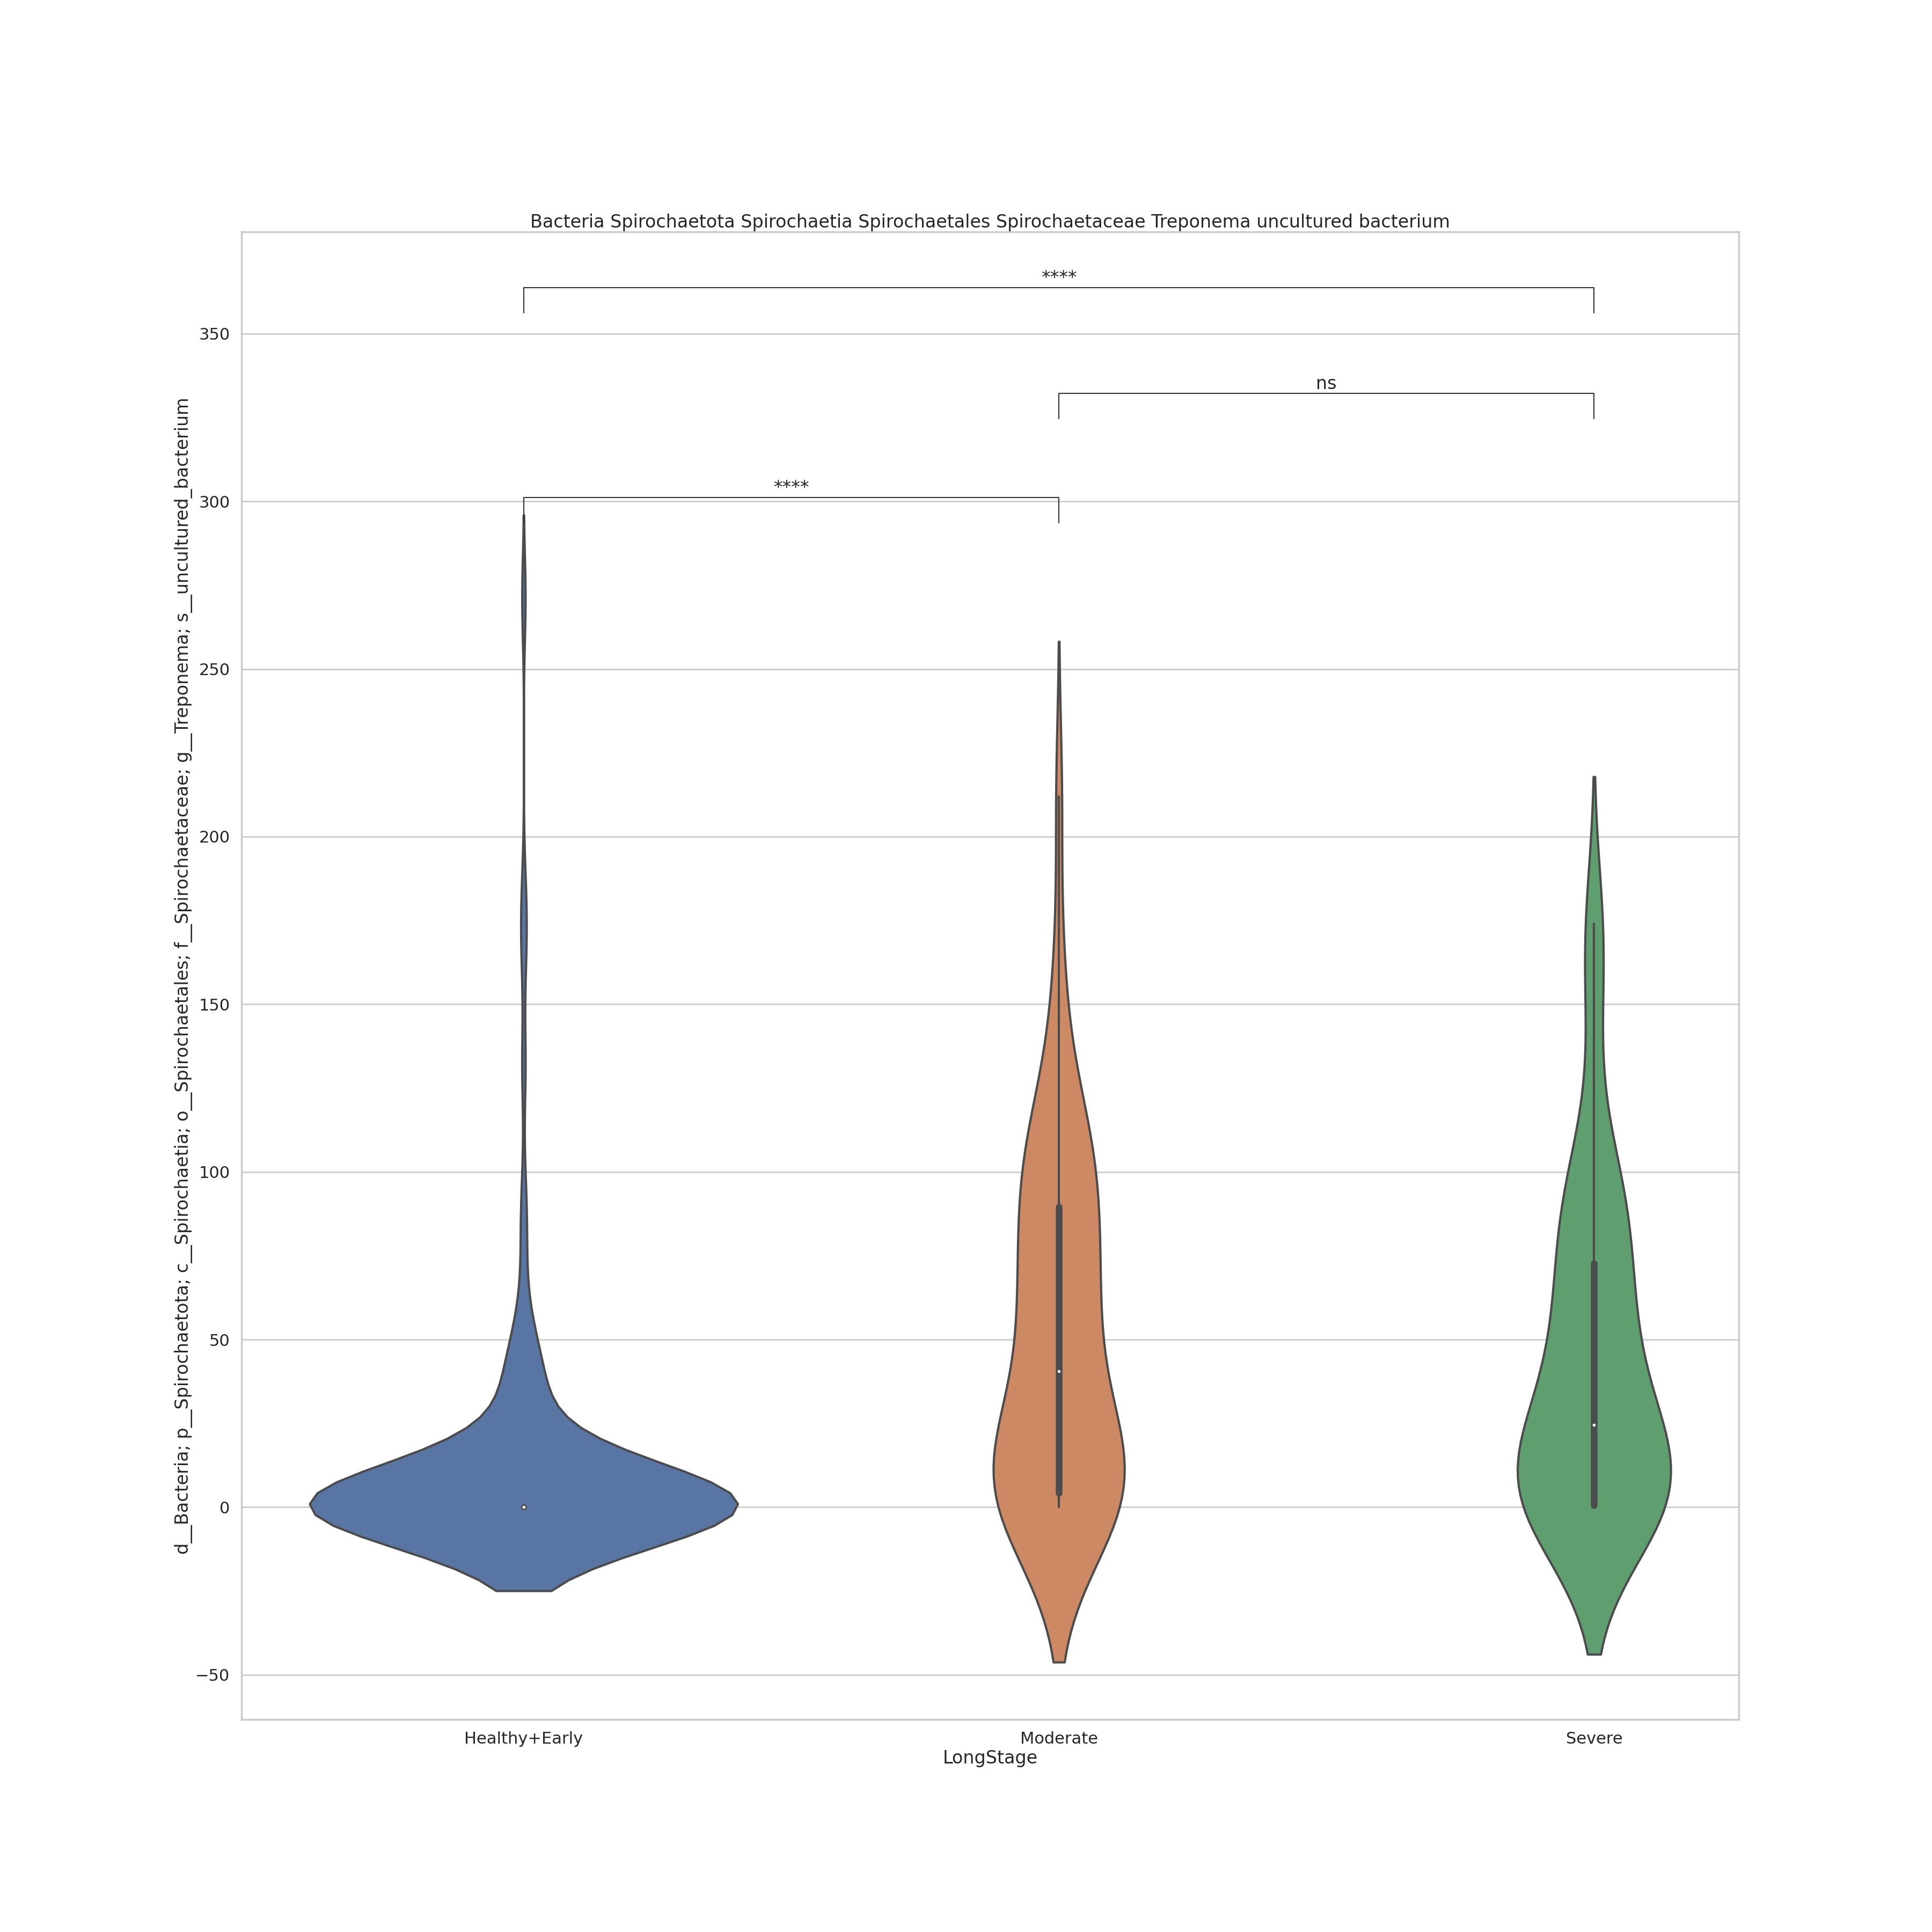 Bacteria Spirochaetota Spirochaetia Spirochaetales Spirochaetaceae Treponema uncultured bacterium
d__Bacteria; p__Spirochaetota; c__Spirochaetia; o__Spirochaetales; f__Spirochaetaceae; g__Treponema; s__uncultured_bacterium
350
300
250
200
150
100
50
0
−50
****
ns
****
Healthy+Early
Moderate
Severe
LongStage